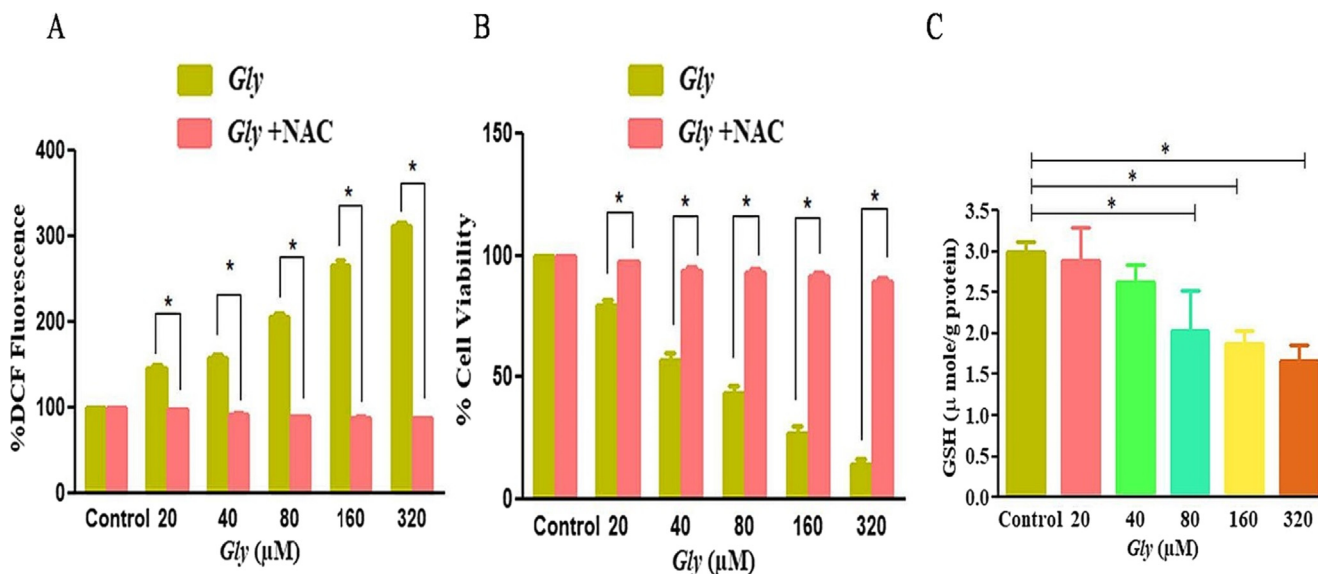 A
Gly
Gly +NAC
%DCF Fluorescence
400
300
200
100
0
* * * * *
Control 20 40 80 160 320
Gly (µM)
B
Gly
Gly +NAC
% Cell Viability
150
100
50
0
* * * * *
Control 20 40 80 160 320
Gly (µM)
C
GSH (µ mole/g protein)
*
*
*
3.5
3.0
2.5
2.0
1.5
1.0
0.5
0.0
Control 20 40 80 160 320
Gly (µM)